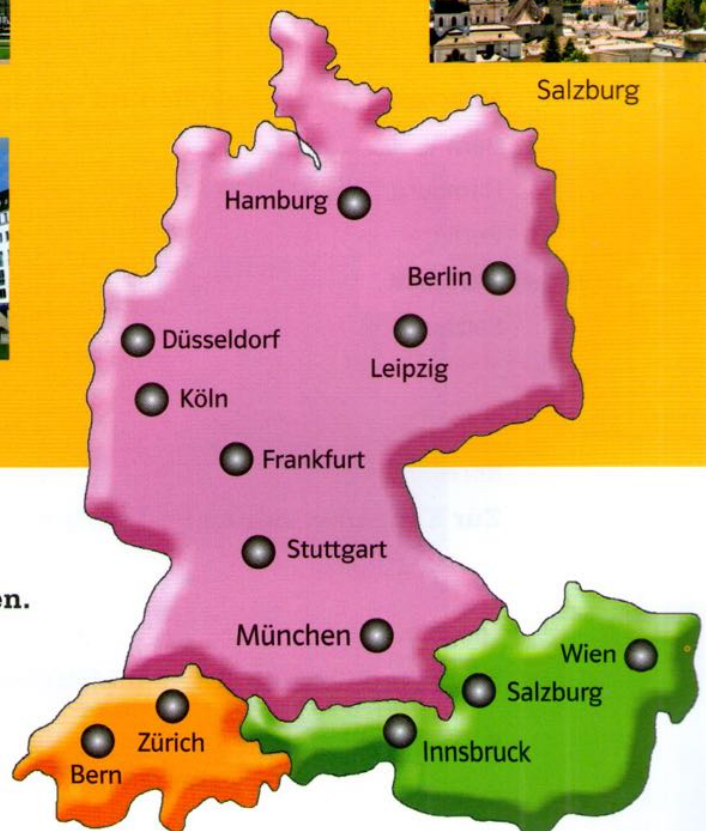 Salzburg
Hamburg
Berlin
Düsseldorf
Leipzig
Köln
Frankfurt
Stuttgart
en.
München
Wien
Salzburg
Zürich
Innsbruck
Bern